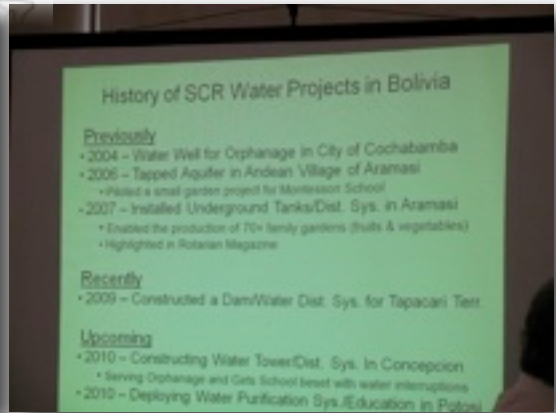 History of SCR Water Projects in Bolivia
Previously
• 2004 – Water Well for Orphanage in City of Cochabamba
• 2006 – Tapped Aquifer in Andean Village of Aramasi
• Piloted a small garden project for Montessori School
• 2007 – Installed Underground Tanks/Dist. Sys. in Aramasi
• Enabled the production of 70+ family gardens (fruits & vegetables)
• Highlighted in Rotarian Magazine
Recently
• 2009 – Constructed a Dam/Water Dist. Sys. for Tapacari Terr.
Upcoming
• 2010 – Constructing Water Tower/Dist. Sys. In Concepcion
• Serving Orphanage and Girls School beset with water interruptions
• 2010 – Deploying Water Purification Sys./Education in Potosi